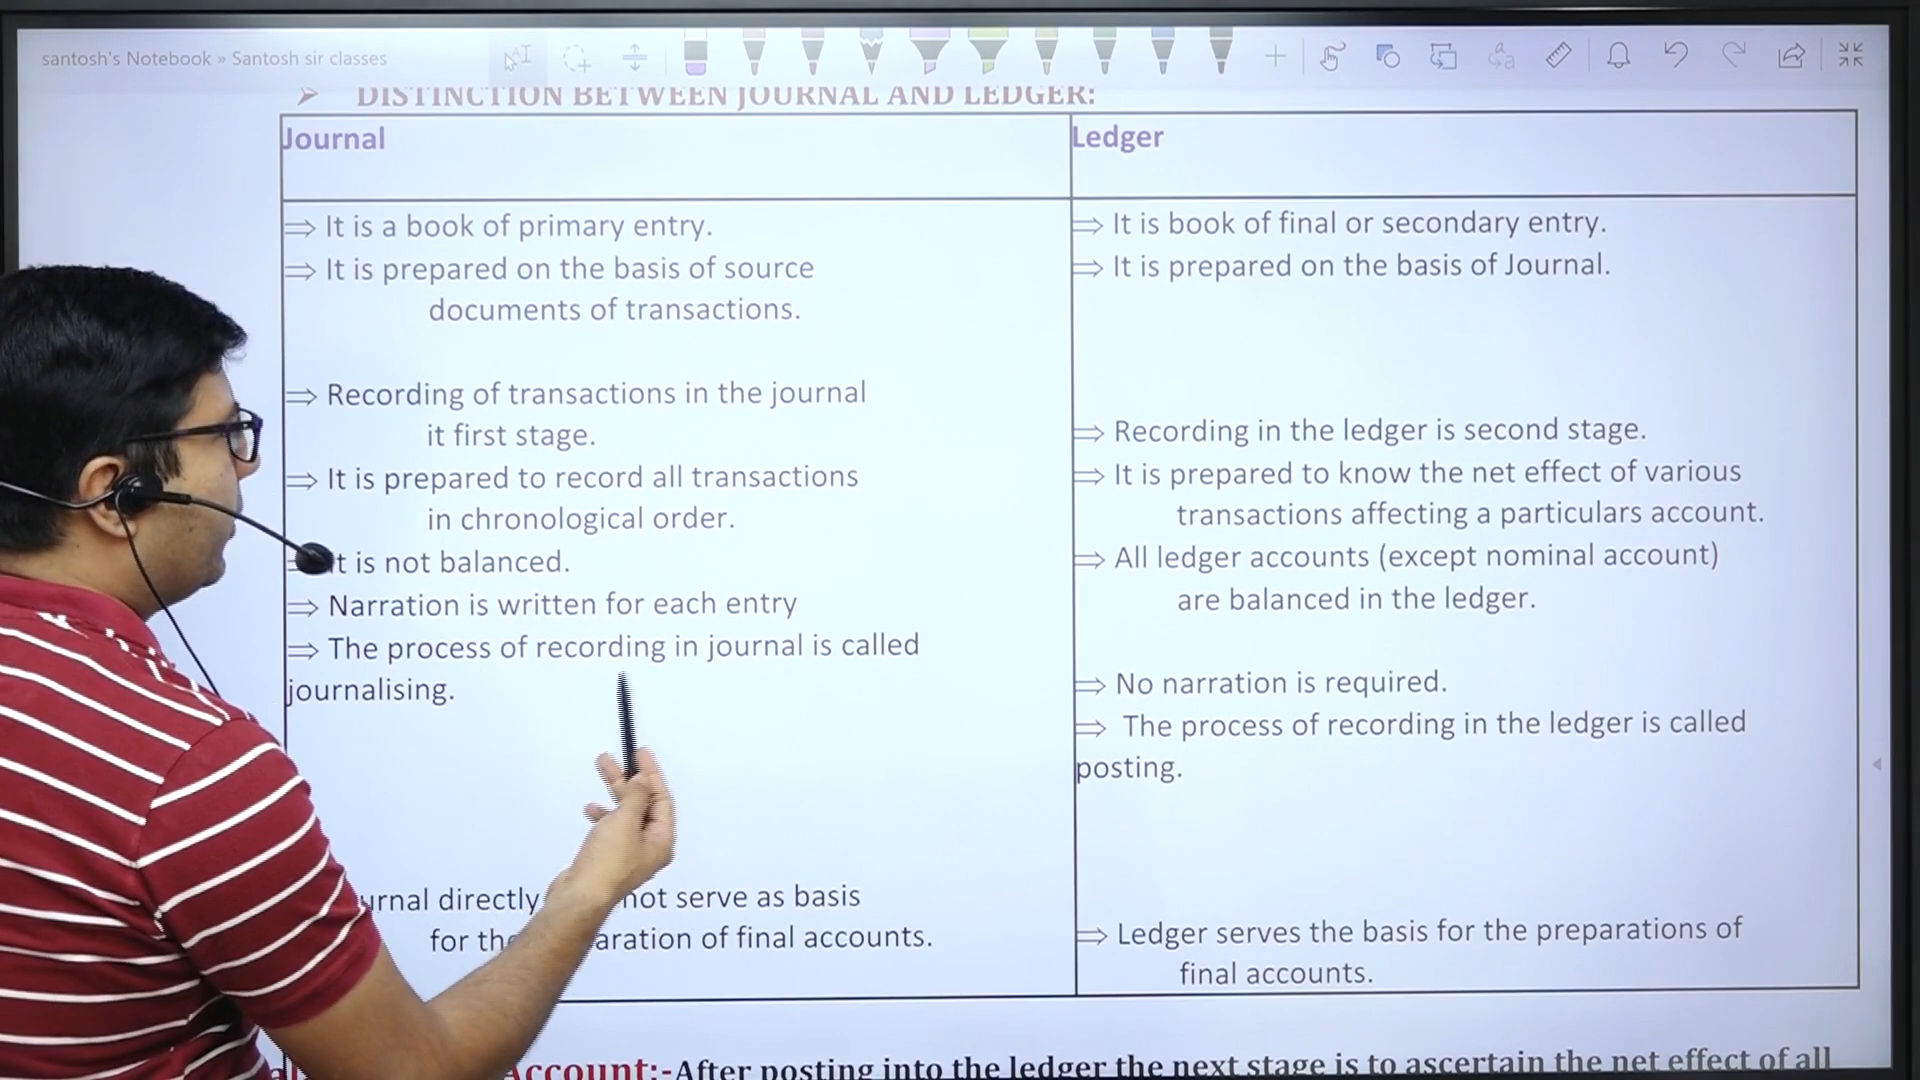 santosh's Notebook » Santosh sir classes
➢ DISTINCTION BETWEEN JOURNAL AND LEDGER:
Journal
⇒ It is a book of primary entry.
⇒ It is prepared on the basis of source
documents of transactions.
⇒ Recording of transactions in the journal
it first stage.
⇒ It is prepared to record all transactions
in chronological order.
t is not balanced.
⇒ Narration is written for each entry
⇒ The process of recording in journal is called
journalising.
urnal directly not serve as basis
for the aration of final accounts.
Ledger
⇒ It is book of final or secondary entry.
⇒ It is prepared on the basis of Journal.
⇒ Recording in the ledger is second stage.
⇒ It is prepared to know the net effect of various
transactions affecting a particulars account.
⇒ All ledger accounts (except nominal account)
are balanced in the ledger.
⇒ No narration is required.
⇒ The process of recording in the ledger is called
posting.
⇒ Ledger serves the basis for the preparations of
final accounts.
Account:-After posting into the ledger the next stage is to ascertain the net effect of all